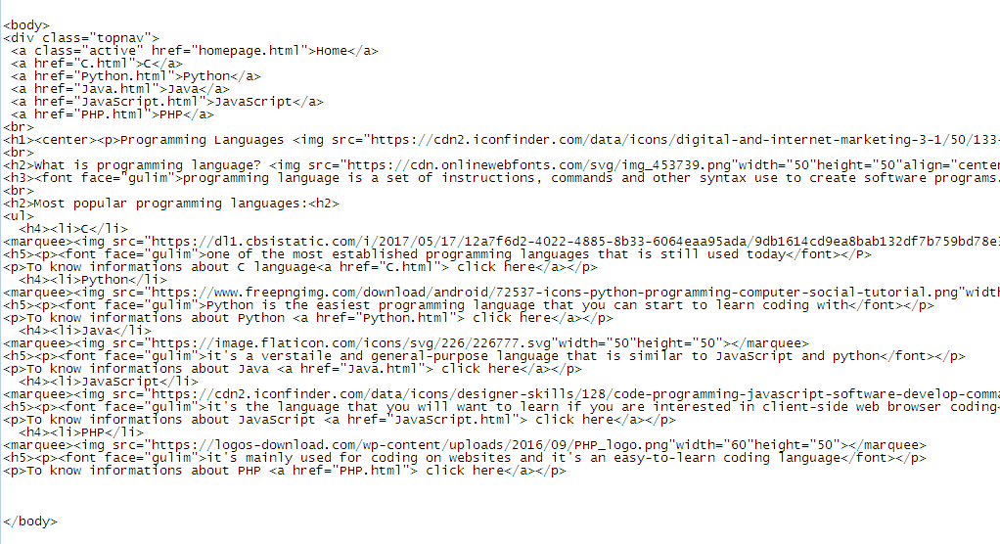 <body>
<div class="topnav">
<a class="active" href="homepage.html">Home</a>
<a href="C.html">C</a>
<a href="Python.html">Python</a>
<a href="Java.html">Java</a>
<a href="JavaScript.html">JavaScript</a>
<a href="PHP.html">PHP</a>
<br>
<h1><center><p>Programming Languages <img src="https://cdn2.iconfinder.com/data/icons/digital-and-internet-marketing-3-1/50/133-
<br>
<h2>what is programming language? <img src="https://cdn.onlinewebfonts.com/svg/img_453739.png"width="50"height="50"align="center
<h3><font face="gulim">programming language is a set of instructions, commands and other syntax use to create software programs.
<br>
<h2>Most popular programming languages:<h2>
<ul>
<h4><li>C</li>
<marquee><img src="https://dl1.cbsistatic.com/i/2017/05/17/12a7f6d2-4022-4885-8b33-6064eaa95ada/9db1614cd9ea8bab132df7b759bd78e3
<h5><p><font face="gulim">one of the most established programming languages that is still used today</font></P>
<p>To know informations about C language<a href="C.html"> click here</a></p>
<h4><li>Python</li>
<marquee><img src="https://www.freepngimg.com/download/android/72537-icons-python-programming-computer-social-tutorial.png"width
<h5><p><font face="gulim">Python is the easiest programming language that you can start to learn coding with</font></p>
<p>To know informations about Python <a href="Python.html"> click here</a></p>
<h4><li>Java</li>
<marquee><img src="https://image.flaticon.com/icons/svg/226/226777.svg"width="50"height="50"></marquee>
<h5><p><font face="gulim">it's a verstaile and general-purpose language that is similar to JavaScript and python</font></p>
<p>To know informations about Java <a href="Java.html"> click here</a></p>
<h4><li>JavaScript</li>
<marquee><img src="https://cdn2.iconfinder.com/data/icons/designer-skills/128/code-programming-javascript-software-develop-comma
<h5><p><font face="gulim">it's the language that you will want to learn if you are interested in client-side web browser coding-
<p>To know informations about JavaScript <a href="JavaScript.html"> click here</a></p>
<h4><li>PHP</li>
<marquee><img src="https://logos-download.com/wp-content/uploads/2016/09/PHP_logo.png"width="60"height="50"></marquee>
<h5><p><font face="gulim">it's mainly used for coding on websites and it's an easy-to-learn coding language</font></p>
<p>To know informations about PHP <a href="PHP.html"> click here</a></p>
</body>